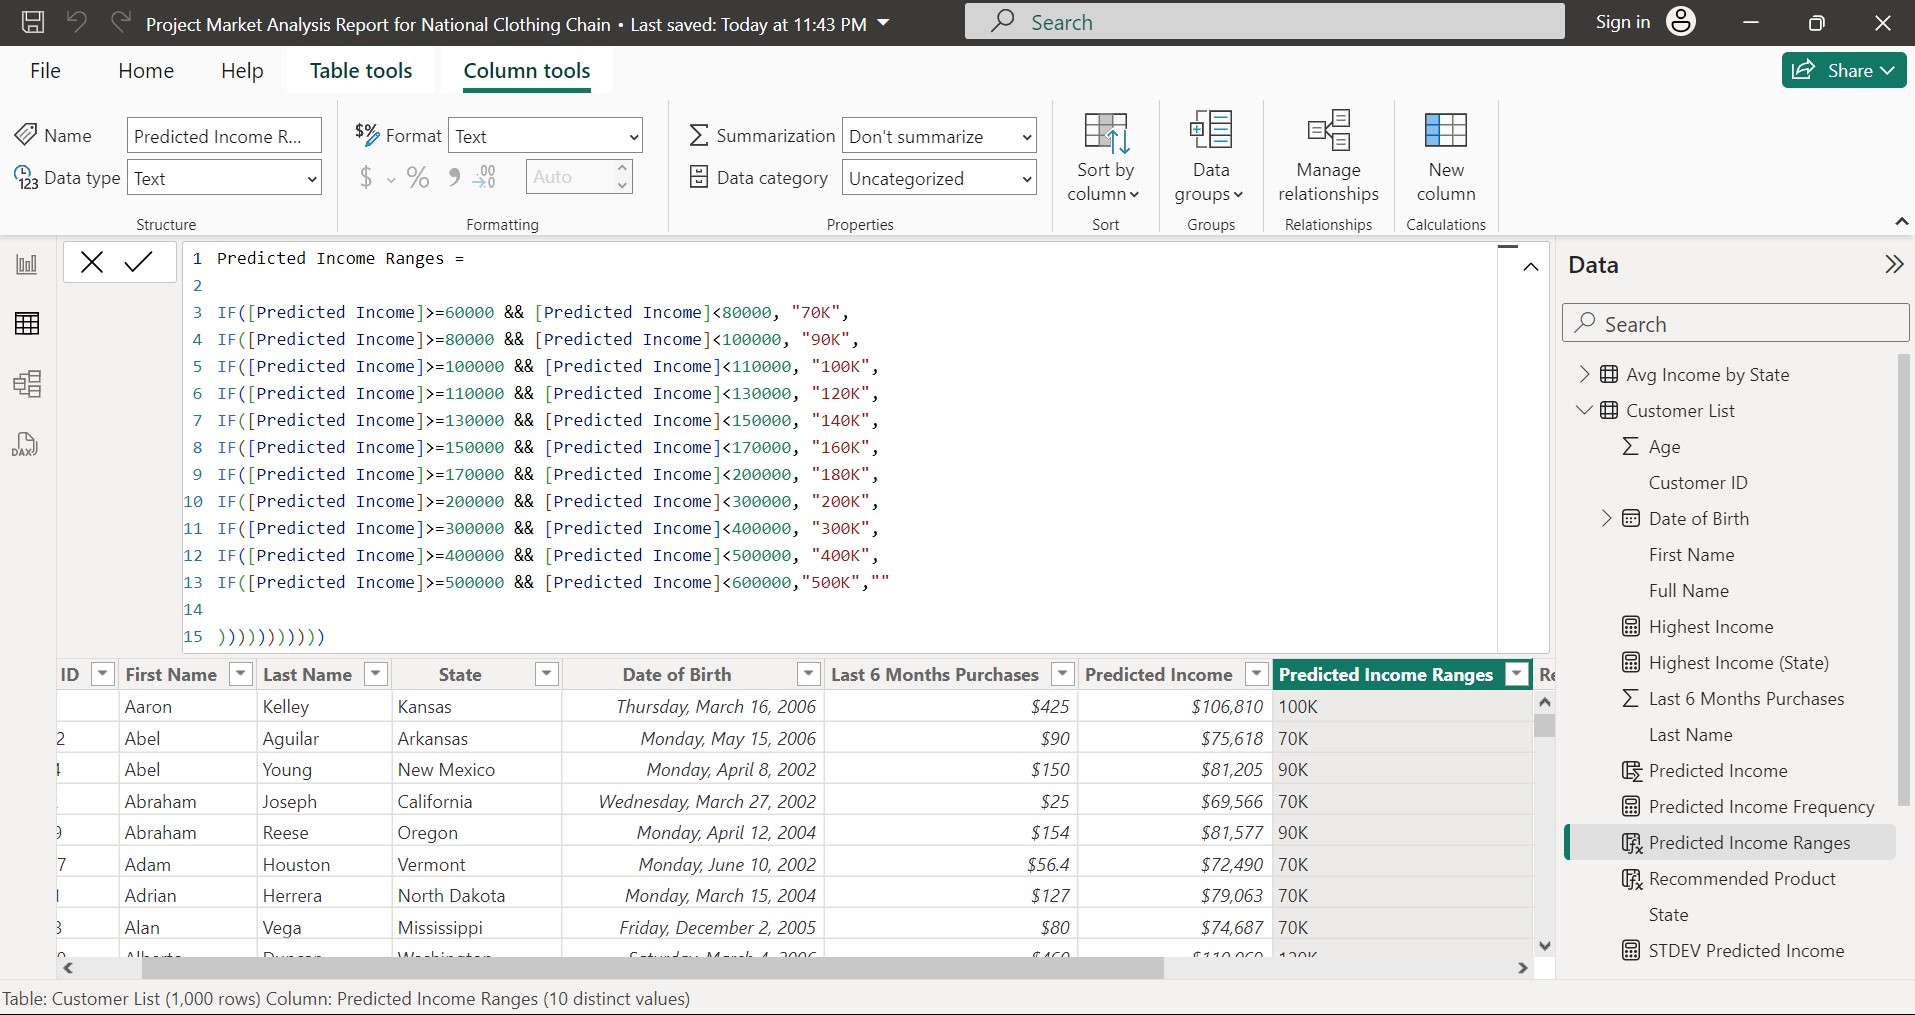 Project Market Analysis Report for National Clothing Chain • Last saved: Today at 11:43 PM
Search
Sign in
File Home Help Table tools Column tools
Share
Name Predicted Income R...
$% Format Text
Summarization Don't summarize
Data type Text
$ % 9 .00 Auto
Data category Uncategorized
Sort by column
Data groups
Manage relationships
New column
Structure Formatting Properties Sort Groups Relationships Calculations
1 Predicted Income Ranges =
2
3 IF([Predicted Income]>=60000 && [Predicted Income]<80000, "70K",
4 IF([Predicted Income]>=80000 && [Predicted Income]<100000, "90K",
5 IF([Predicted Income]>=100000 && [Predicted Income]<110000, "100K",
6 IF([Predicted Income]>=110000 && [Predicted Income]<130000, "120K",
7 IF([Predicted Income]>=130000 && [Predicted Income]<150000, "140K",
8 IF([Predicted Income]>=150000 && [Predicted Income]<170000, "160K",
9 IF([Predicted Income]>=170000 && [Predicted Income]<200000, "180K",
10 IF([Predicted Income]>=200000 && [Predicted Income]<300000, "200K",
11 IF([Predicted Income]>=300000 && [Predicted Income]<400000, "300K",
12 IF([Predicted Income]>=400000 && [Predicted Income]<500000, "400K",
13 IF([Predicted Income]>=500000 && [Predicted Income]<600000,"500K",""
14
15 )))))))))))
ID First Name Last Name State Date of Birth Last 6 Months Purchases Predicted Income Predicted Income Ranges
Aaron Kelley Kansas Thursday, March 16, 2006 $425 $106,810 100K
2 Abel Aguilar Arkansas Monday, May 15, 2006 $90 $75,618 70K
Abel Young New Mexico Monday, April 8, 2002 $150 $81,205 90K
Abraham Joseph California Wednesday, March 27, 2002 $25 $69,566 70K
Abraham Reese Oregon Monday, April 12, 2004 $154 $81,577 90K
7 Adam Houston Vermont Monday, June 10, 2002 $56.4 $72,490 70K
Adrian Herrera North Dakota Monday, March 15, 2004 $127 $79,063 70K
Alan Vega Mississippi Friday, December 2, 2005 $80 $74,687 70K
Table: Customer List (1,000 rows) Column: Predicted Income Ranges (10 distinct values)
Data
Search
Avg Income by State
Customer List
Age
Customer ID
Date of Birth
First Name
Full Name
Highest Income
Highest Income (State)
Last 6 Months Purchases
Last Name
Predicted Income
Predicted Income Frequency
Predicted Income Ranges
Recommended Product
State
STDEV Predicted Income